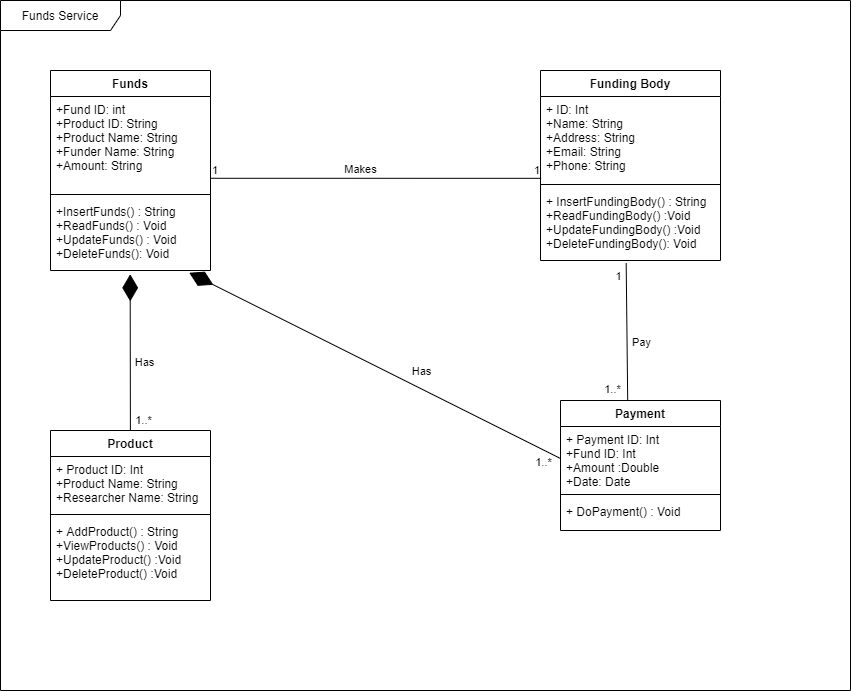 Funds Service
Funds
+Fund ID: int
+Product ID: String
+Product Name: String
+Funder Name: String
+Amount: String
+InsertFunds() : String
+ReadFunds() : Void
+UpdateFunds() : Void
+DeleteFunds(): Void
1
Makes
1
Funding Body
+ ID: Int
+Name: String
+Address: String
+Email: String
+Phone: String
+ InsertFundingBody() : String
+ReadFundingBody() :Void
+UpdateFundingBody() :Void
+DeleteFundingBody(): Void
1
Pay
1..*
Has
1..*
Has
1..*
Product
+ Product ID: Int
+Product Name: String
+Researcher Name: String
+ AddProduct() : String
+ViewProducts() : Void
+UpdateProduct() :Void
+DeleteProduct() :Void
Payment
+ Payment ID: Int
+Fund ID: Int
+Amount :Double
+Date: Date
+ DoPayment() : Void